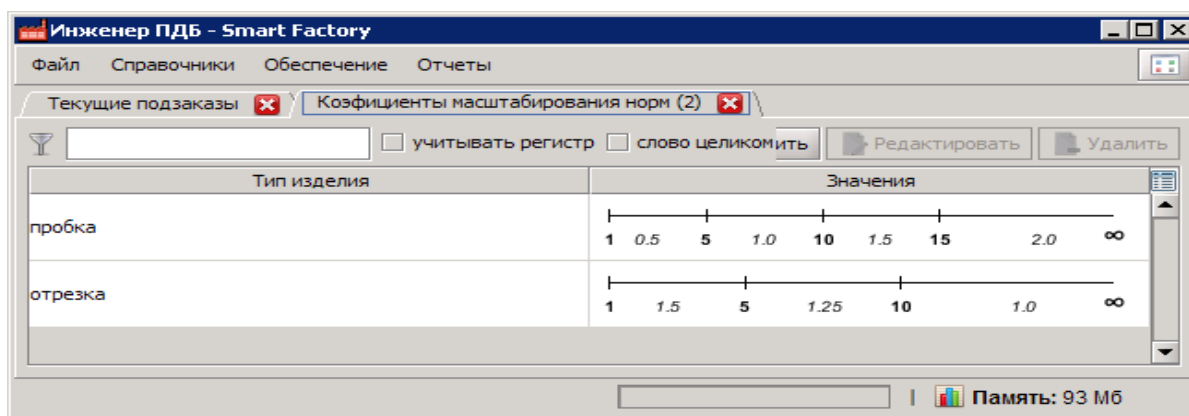 Инженер ПДБ - Smart Factory
Файл Справочники Обеспечение Отчеты
Текущие подзаказы Коэфициенты масштабирования норм (2)
учитывать регистр слово целиком ить Редактировать Удалить
Тип изделия Значения
пробка
1 0.5 5 1.0 10 1.5 15 2.0 ∞
отрезка
1 1.5 5 1.25 10 1.0 ∞
Память: 93 Мб